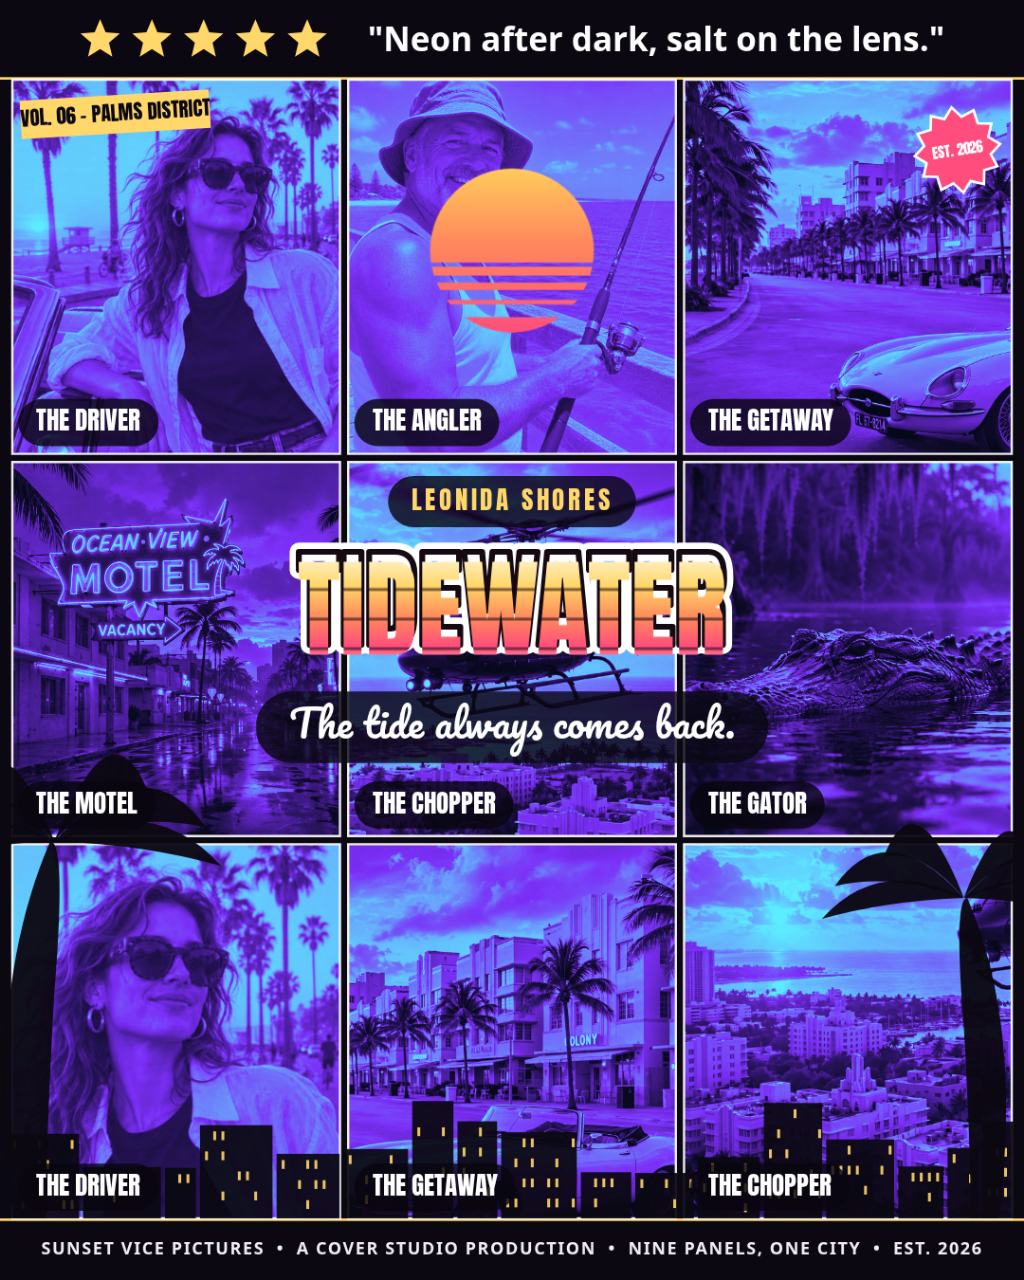 "Neon after dark, salt on the lens."
VOL. 06 - PALMS DISTRICT
EST. 2026
THE DRIVER
THE ANGLER
THE GETAWAY
LEONIDA SHORES
OCEAN·VIEW·
MOTEL
VACANCY
TIDEWATER
The tide always comes back.
THE MOTEL
THE CHOPPER
THE GATOR
COLONY
THE DRIVER
THE GETAWAY
THE CHOPPER
SUNSET VICE PICTURES • A COVER STUDIO PRODUCTION • NINE PANELS, ONE CITY • EST. 2026